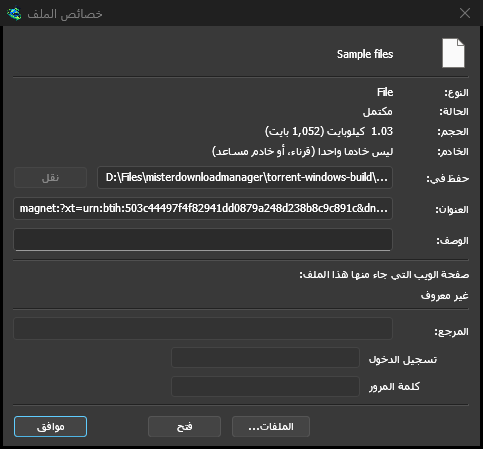 خصائص الملف
Sample files
النوع: File
الحالة: مكتمل
الحجم: 1.03 كيلوبايت (1,052 بايت)
الخادم: ليس خادما واحدا (قرناء، أو خادم مساعد)
حفظ في: D:\Files\misterdownloadmanager\torrent-windows-build\... نقل
العنوان: magnet:?xt=urn:btih:503c44497f4f82941dd0879a248d238b8c9c891c&dn...
الوصف:
صفحة الويب التي جاء منها هذا الملف:
غير معروف
المرجع:
تسجيل الدخول
كلمة المرور
الملفات... فتح موافق